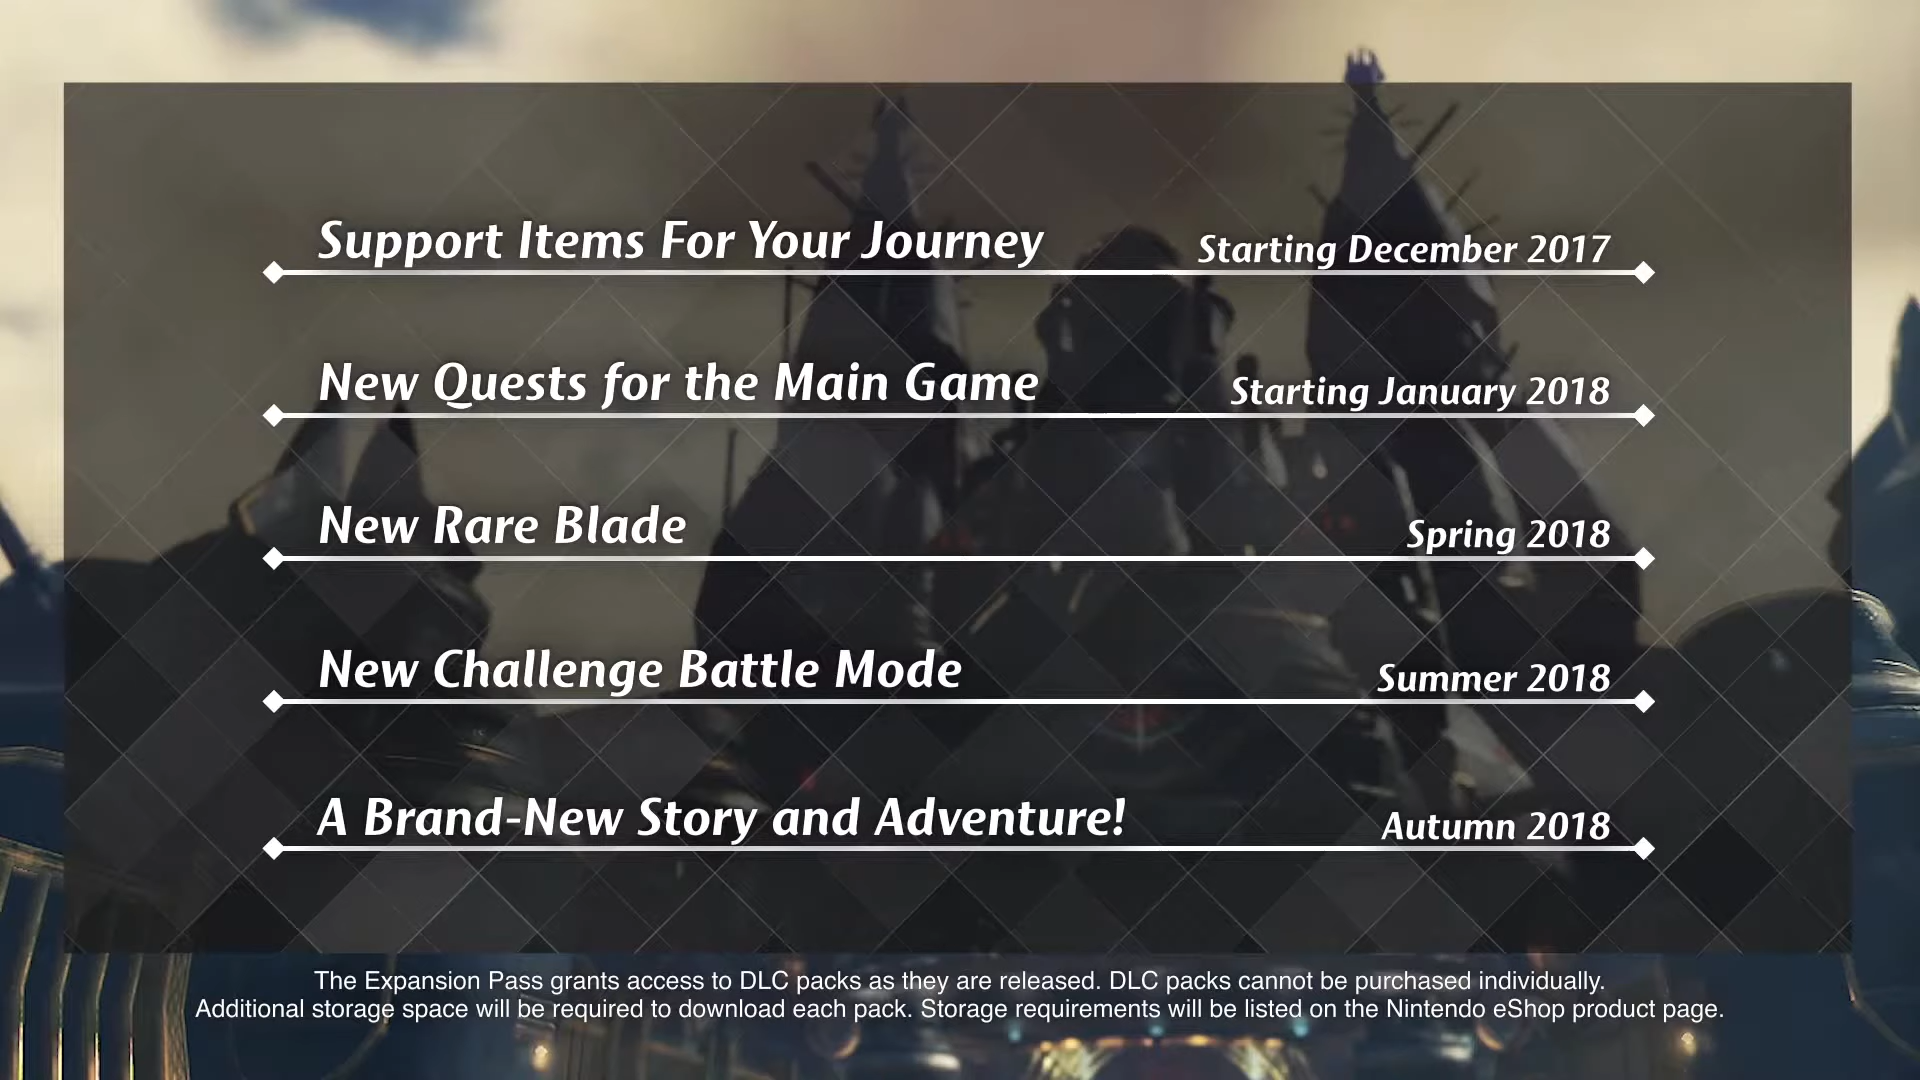 Support Items For Your Journey Starting December 2017
New Quests for the Main Game Starting January 2018
New Rare Blade Spring 2018
New Challenge Battle Mode Summer 2018
A Brand-New Story and Adventure! Autumn 2018
The Expansion Pass grants access to DLC packs as they are released. DLC packs cannot be purchased individually.
Additional storage space will be required to download each pack. Storage requirements will be listed on the Nintendo eShop product page.